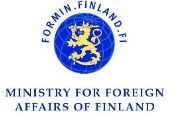 FORMIN.FINLAND.FI
MINISTRY FOR FOREIGN
AFFAIRS OF FINLAND